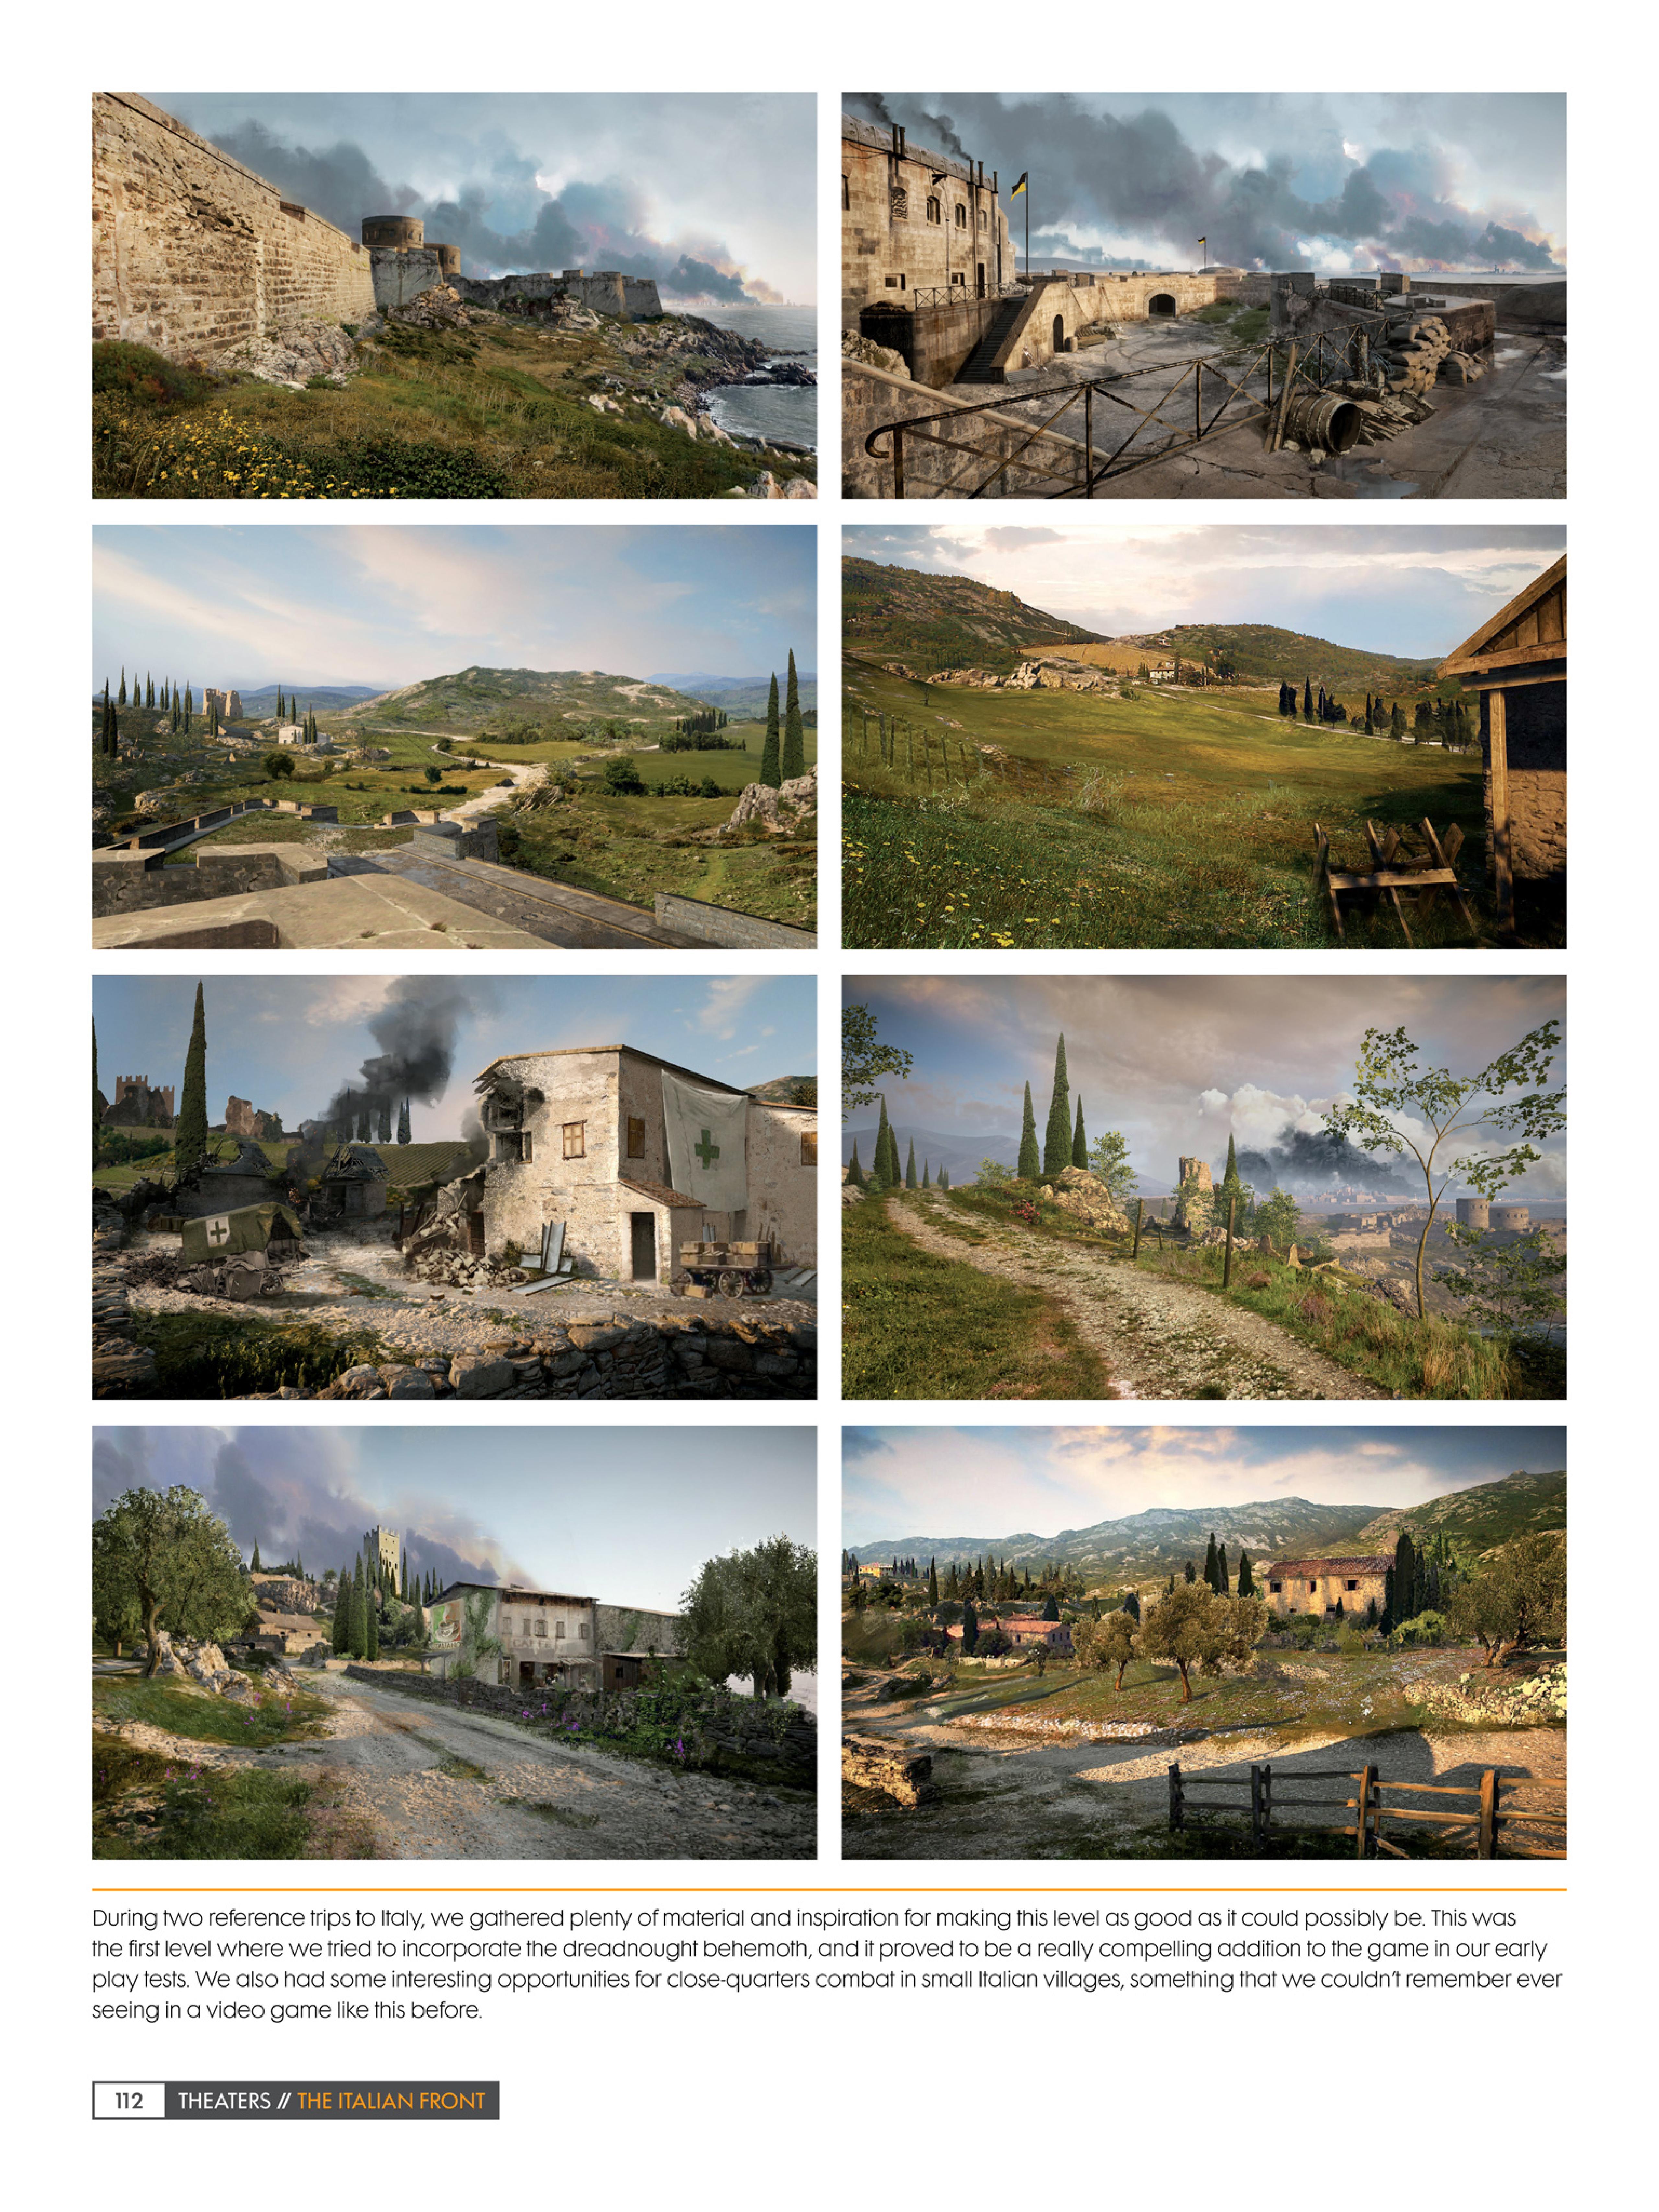 During two reference trips to Italy, we gathered plenty of material and inspiration for making this level as good as it could possibly be. This was
the first level where we tried to incorporate the dreadnought behemoth, and it proved to be a really compelling addition to the game in our early
play tests. We also had some interesting opportunities for close-quarters combat in small Italian villages, something that we couldn't remember ever
seeing in a video game like this before.
112 THEATERS // THE ITALIAN FRONT